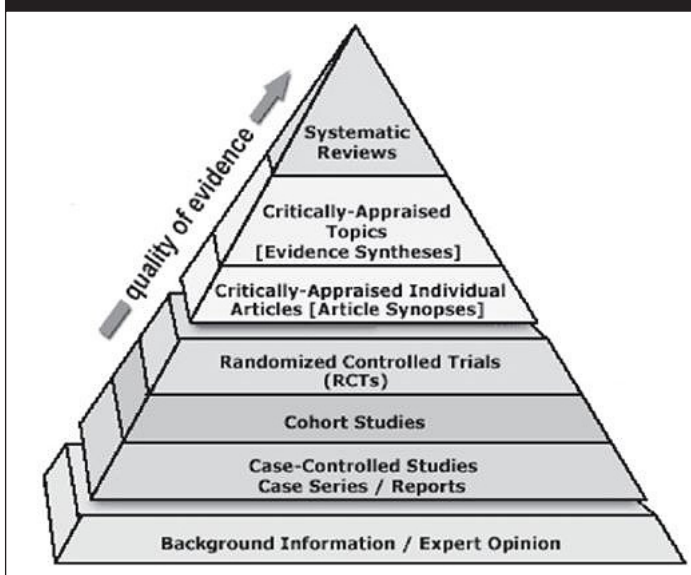 quality of evidence
Systematic
Reviews
Critically-Appraised
Topics
[Evidence Syntheses]
Critically-Appraised Individual
Articles [Article Synopses]
Randomized Controlled Trials
(RCTs)
Cohort Studies
Case-Controlled Studies
Case Series / Reports
Background Information / Expert Opinion